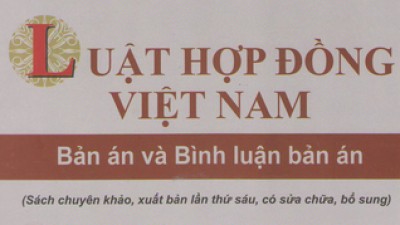 LUẬT HỢP ĐỒNG
VIỆT NAM
Bản án và Bình luận bản án
(Sách chuyên khảo, xuất bản lần thứ sáu, có sửa chữa, bổ sung)